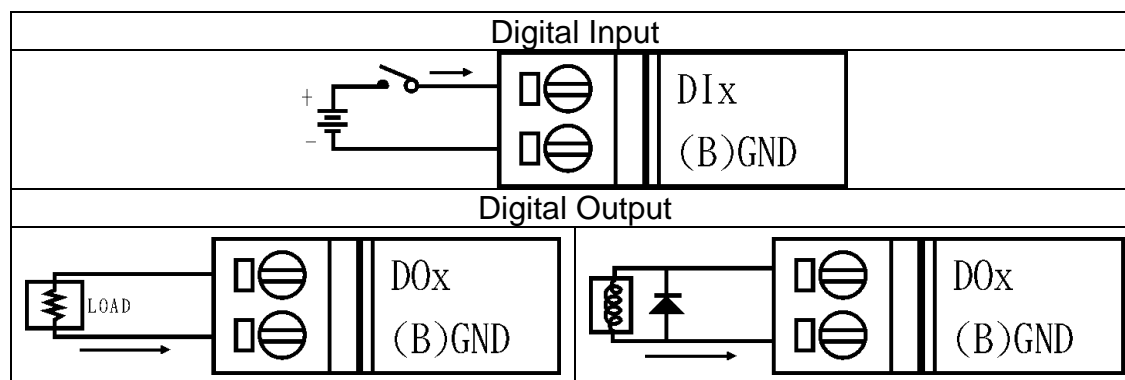 Digital Input
+
DIx
-
(B)GND
Digital Output
DOx
LOAD
(B)GND
DOx
(B)GND